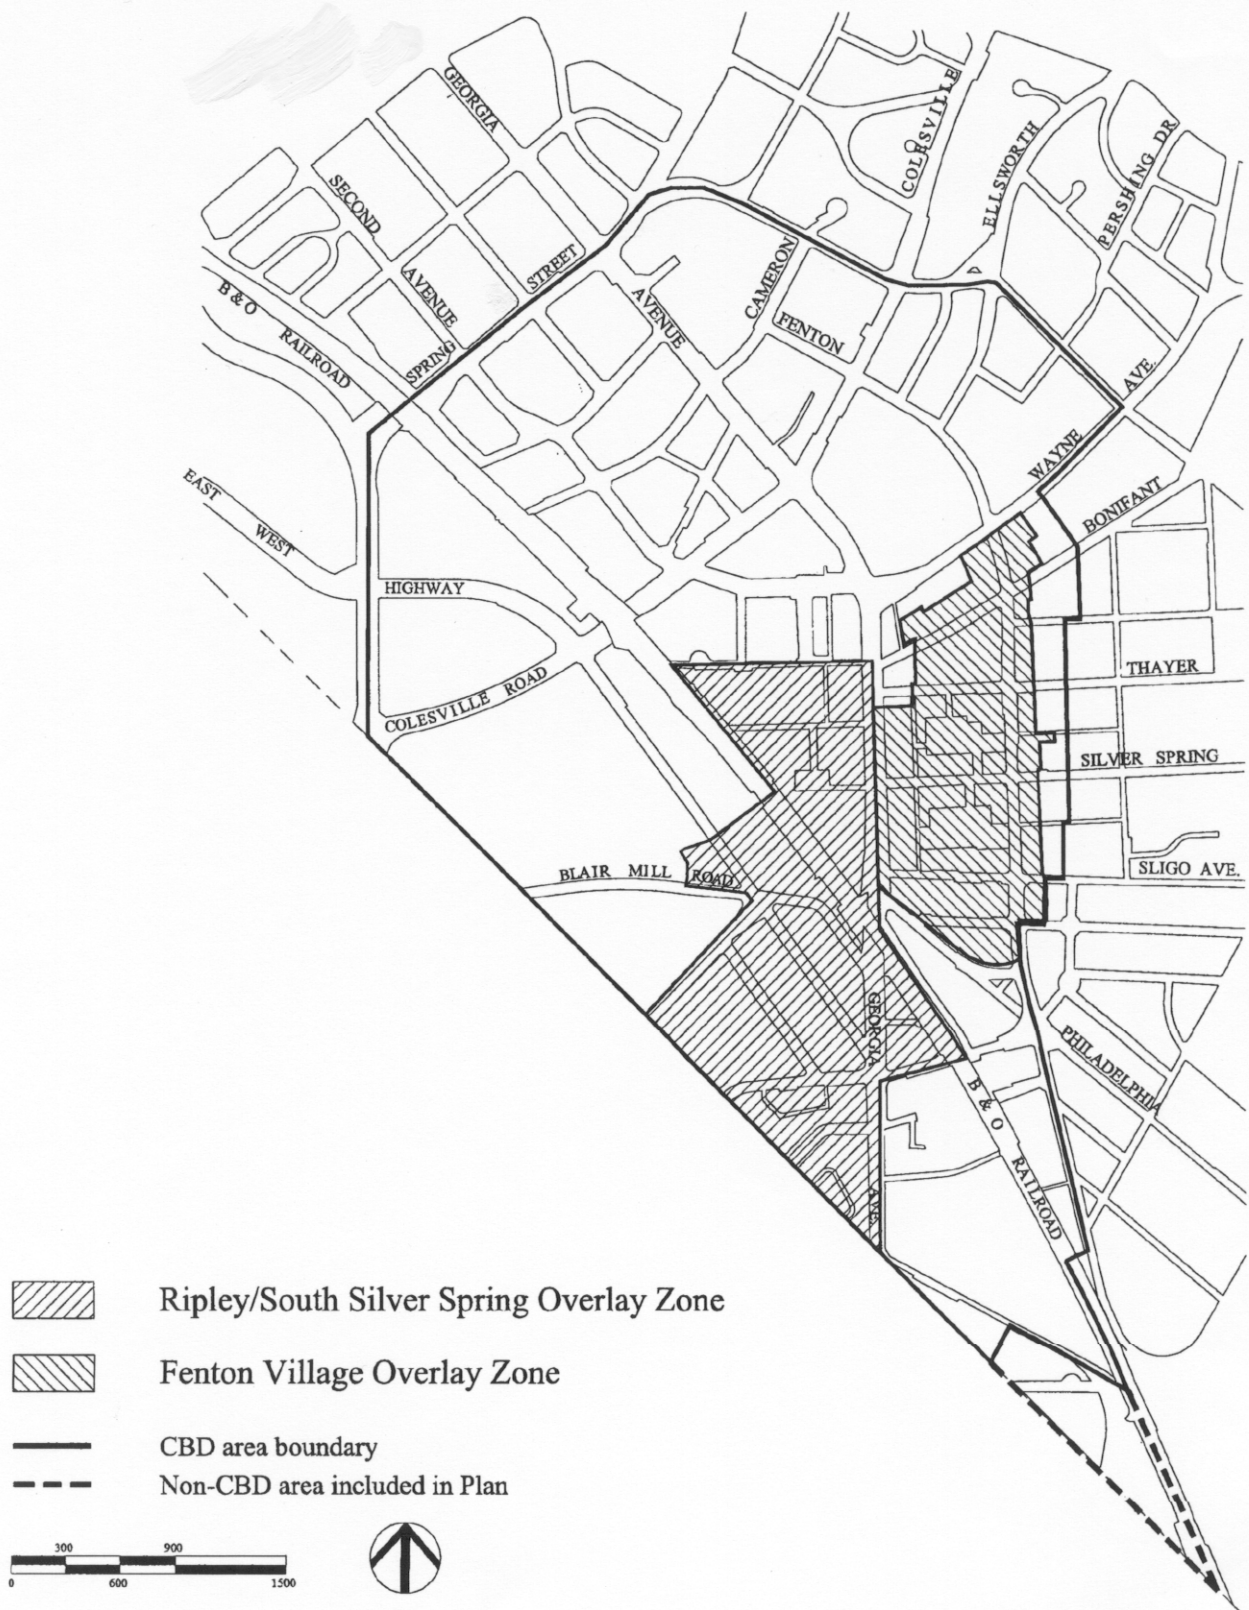 GEORGIA
COLESVILLE
ELLSWORTH
PERSHING DR
SECOND
AVENUE
SPRING
STREET
AVENUE
CAMERON
FENTON
B & O
RAILROAD
WAYNE
AVE.
BONIFANT
EAST
WEST
HIGHWAY
COLESVILLE ROAD
THAYER
SILVER SPRING
SLIGO AVE.
BLAIR MILL ROAD
GEORGIA
AVE.
PHILADELPHIA
B & O
RAILROAD
Ripley/South Silver Spring Overlay Zone
Fenton Village Overlay Zone
CBD area boundary
Non-CBD area included in Plan
300 900
0 600 1500